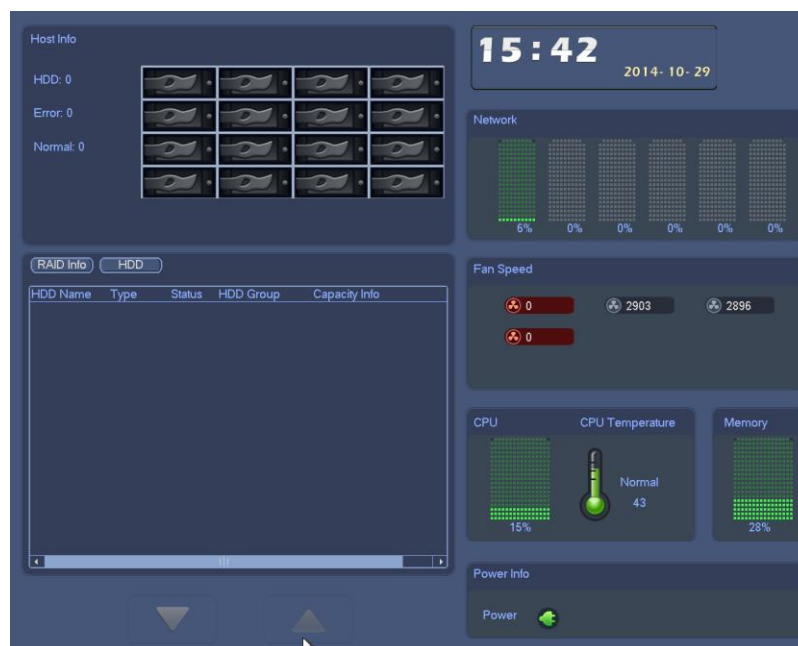 Host Info
HDD: 0
Error: 0
Normal: 0
RAID Info HDD
HDD Name Type Status HDD Group Capacity Info
15:42
2014-10-29
Network
6% 0% 0% 0% 0% 0%
Fan Speed
0 2903 2896
0
CPU CPU Temperature
Normal
43
15%
Memory
28%
Power Info
Power